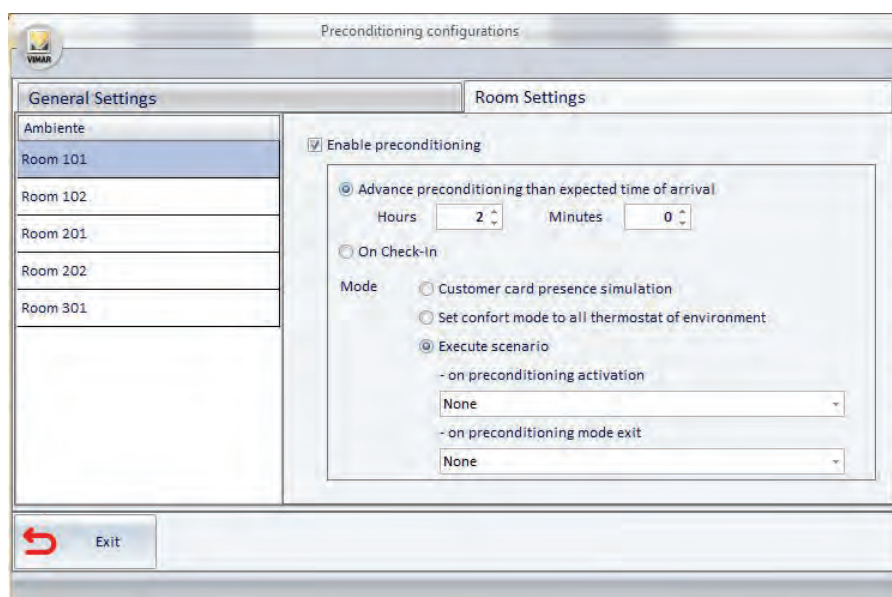 Preconditioning configurations
VIMAR
General Settings
Room Settings
Ambiente
Room 101
Room 102
Room 201
Room 202
Room 301
Enable preconditioning
Advance preconditioning than expected time of arrival
Hours 2 Minutes 0
On Check-In
Mode
Customer card presence simulation
Set confort mode to all thermostat of environment
Execute scenario
- on preconditioning activation
None
- on preconditioning mode exit
None
Exit